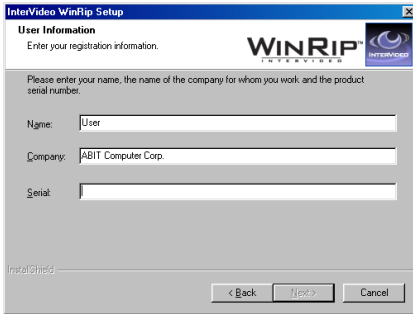 InterVideo WinRip Setup
User Information
Enter your registration information.
WINRIP™
INTERVIDEO
INTERVIDEO
Please enter your name, the name of the company for whom you work and the product
serial number.
Name: User
Company: ABIT Computer Corp.
Serial:
InstallShield
< Back Next > Cancel